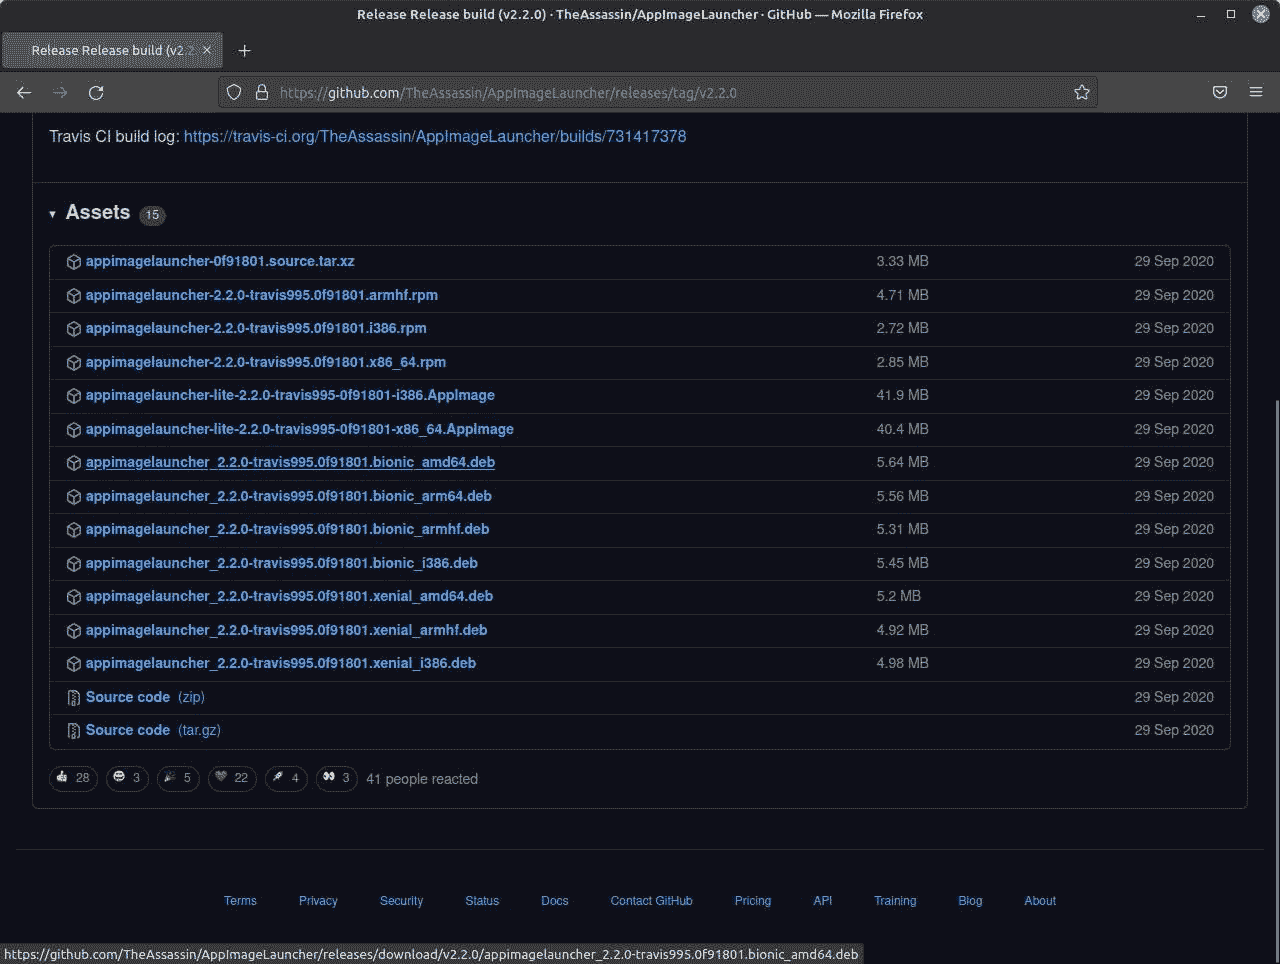 Release Release build (v2.2.0) · TheAssassin/AppImageLauncher · GitHub — Mozilla Firefox
Release Release build (v2.2
https://github.com/TheAssassin/AppImageLauncher/releases/tag/v2.2.0
Travis CI build log: https://travis-ci.org/TheAssassin/AppImageLauncher/builds/731417378
Assets 15
appimagelauncher-0f91801.source.tar.xz 3.33 MB 29 Sep 2020
appimagelauncher-2.2.0-travis995.0f91801.armhf.rpm 4.71 MB 29 Sep 2020
appimagelauncher-2.2.0-travis995.0f91801.i386.rpm 2.72 MB 29 Sep 2020
appimagelauncher-2.2.0-travis995.0f91801.x86_64.rpm 2.85 MB 29 Sep 2020
appimagelauncher-lite-2.2.0-travis995-0f91801-i386.AppImage 41.9 MB 29 Sep 2020
appimagelauncher-lite-2.2.0-travis995-0f91801-x86_64.AppImage 40.4 MB 29 Sep 2020
appimagelauncher_2.2.0-travis995.0f91801.bionic_amd64.deb 5.64 MB 29 Sep 2020
appimagelauncher_2.2.0-travis995.0f91801.bionic_arm64.deb 5.56 MB 29 Sep 2020
appimagelauncher_2.2.0-travis995.0f91801.bionic_armhf.deb 5.31 MB 29 Sep 2020
appimagelauncher_2.2.0-travis995.0f91801.bionic_i386.deb 5.45 MB 29 Sep 2020
appimagelauncher_2.2.0-travis995.0f91801.xenial_amd64.deb 5.2 MB 29 Sep 2020
appimagelauncher_2.2.0-travis995.0f91801.xenial_armhf.deb 4.92 MB 29 Sep 2020
appimagelauncher_2.2.0-travis995.0f91801.xenial_i386.deb 4.98 MB 29 Sep 2020
Source code (zip) 29 Sep 2020
Source code (tar.gz) 29 Sep 2020
28 3 5 22 4 3 41 people reacted
Terms Privacy Security Status Docs Contact GitHub Pricing API Training Blog About
https://github.com/TheAssassin/AppImageLauncher/releases/download/v2.2.0/appimagelauncher_2.2.0-travis995.0f91801.bionic_amd64.deb